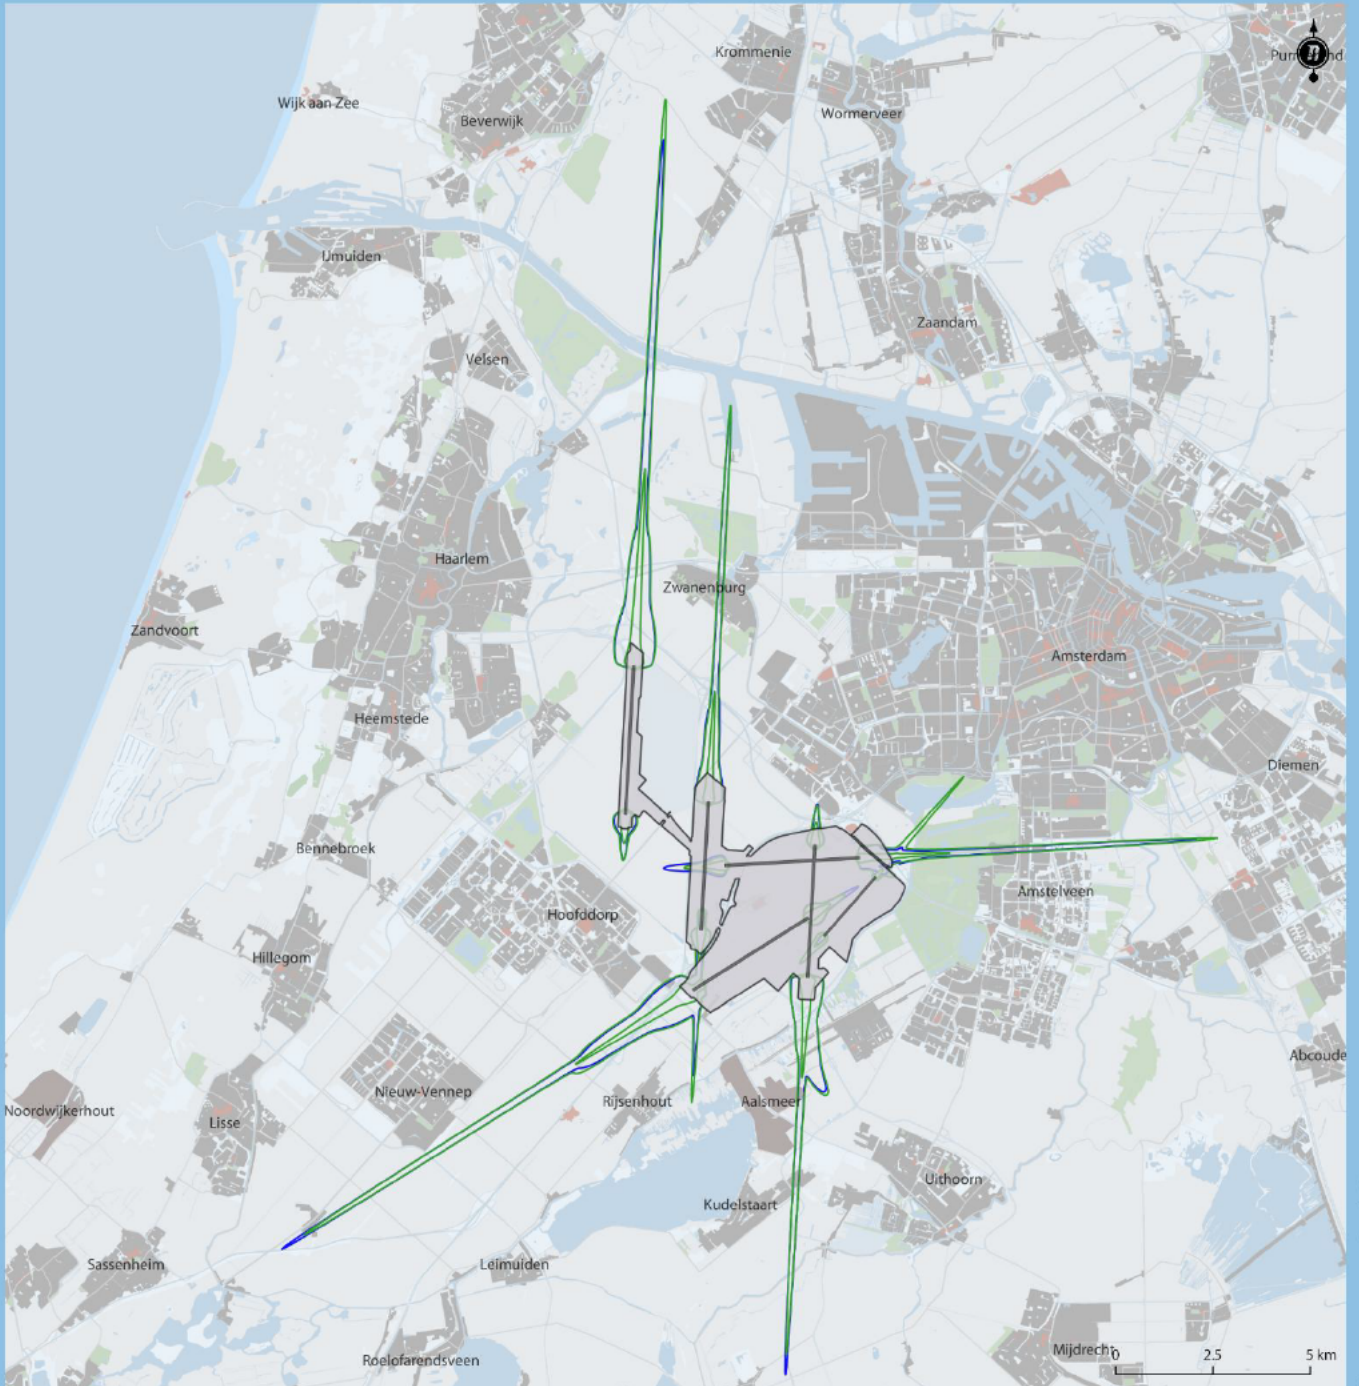 Krommenie
Wijk aan Zee
Beverwijk
Wormerveer
IJmuiden
Zaandam
Velsen
Haarlem
Zwanenburg
Zandvoort
Amsterdam
Heemstede
Diemen
Bennebroek
Amstelveen
Hoofddorp
Hillegom
Abcoude
Nieuw-Vennep
Noordwijkerhout
Rijsenhout
Aalsmeer
Lisse
Uithoorn
Kudelstaart
Sassenheim
Leimuiden
Mijdrecht
Roelofarendsveen
0 2.5 5 km